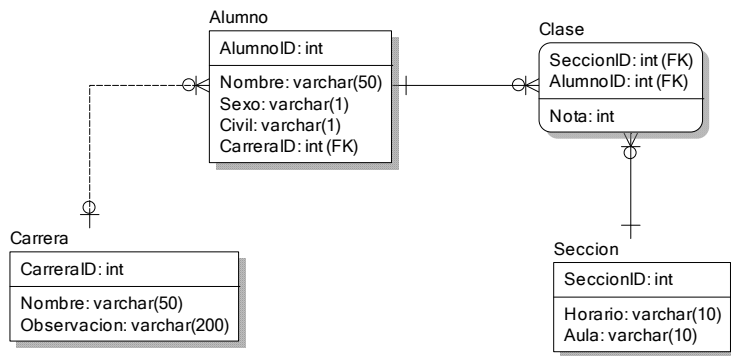 Alumno
AlumnoID: int
Nombre: varchar(50)
Sexo: varchar(1)
Civil: varchar(1)
CarreraID: int (FK)
Clase
SeccionID: int (FK)
AlumnoID: int (FK)
Nota: int
Carrera
CarreraID: int
Nombre: varchar(50)
Observacion: varchar(200)
Seccion
SeccionID: int
Horario: varchar(10)
Aula: varchar(10)